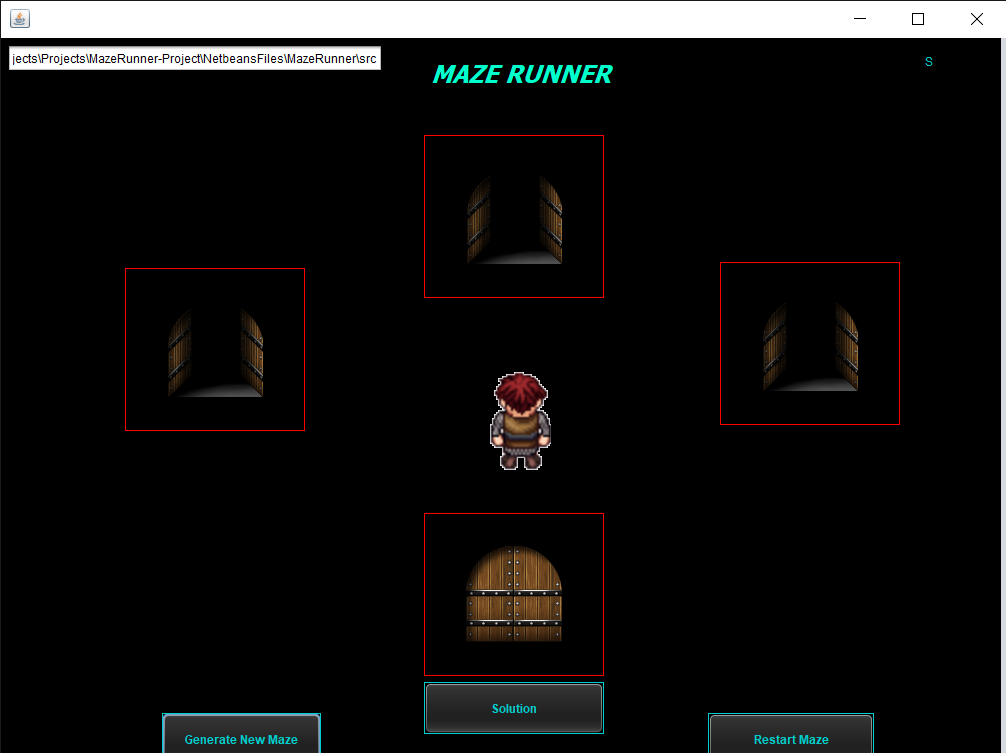 jects\Projects\MazeRunner-Project\NetbeansFiles\MazeRunner\src
MAZE RUNNER
S
Solution
Generate New Maze
Restart Maze